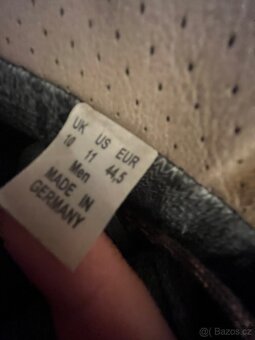 UK US EUR
10 11 44,5
Men
MADE IN
GERMANY
Bazos.cz